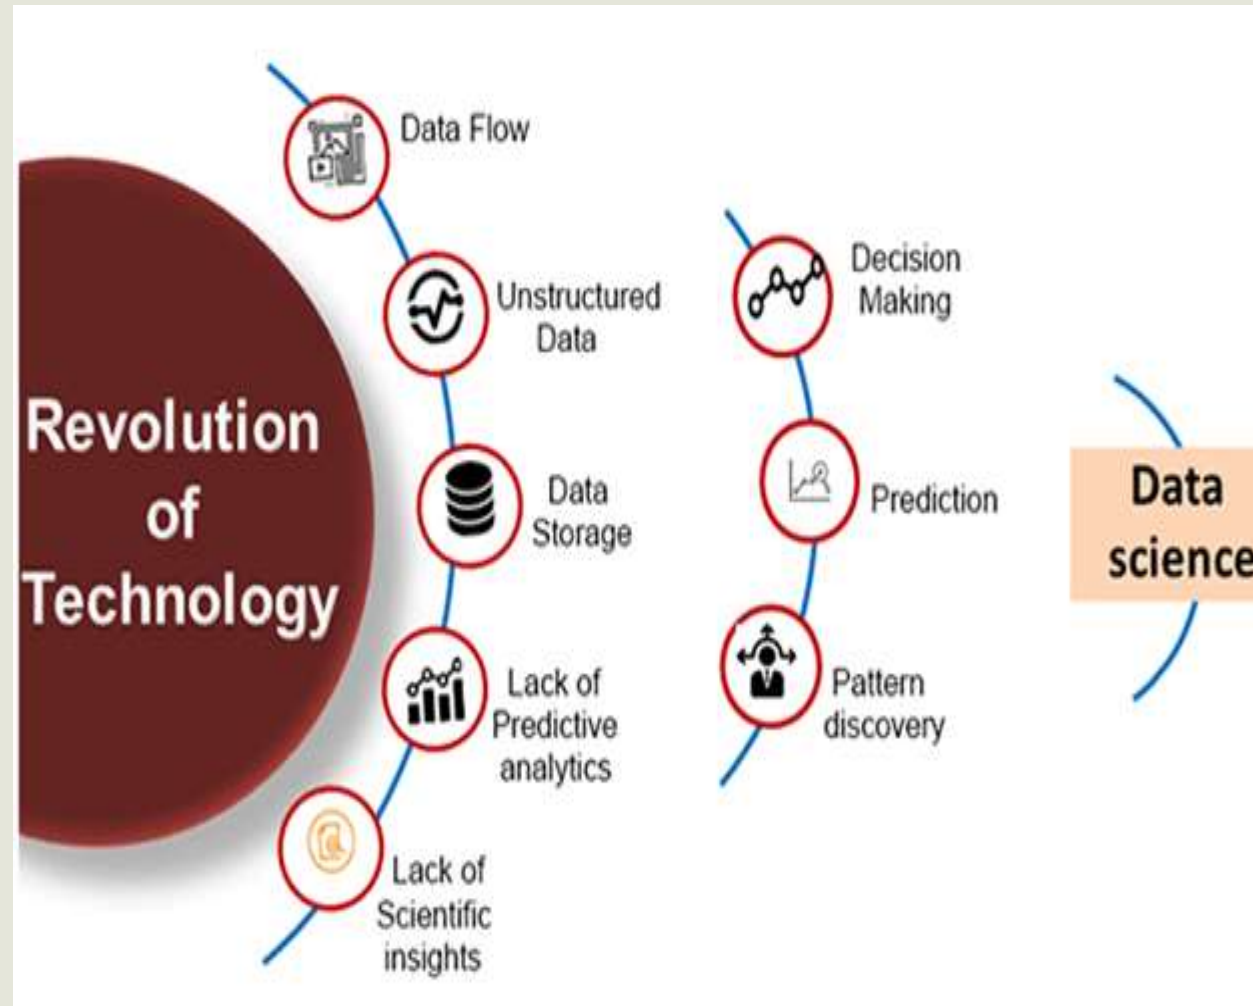 Revolution
of
Technology
Data Flow
Unstructured
Data
Data
Storage
Lack of
Predictive
analytics
Lack of
Scientific
insights
Decision
Making
Prediction
Pattern
discovery
Data
science